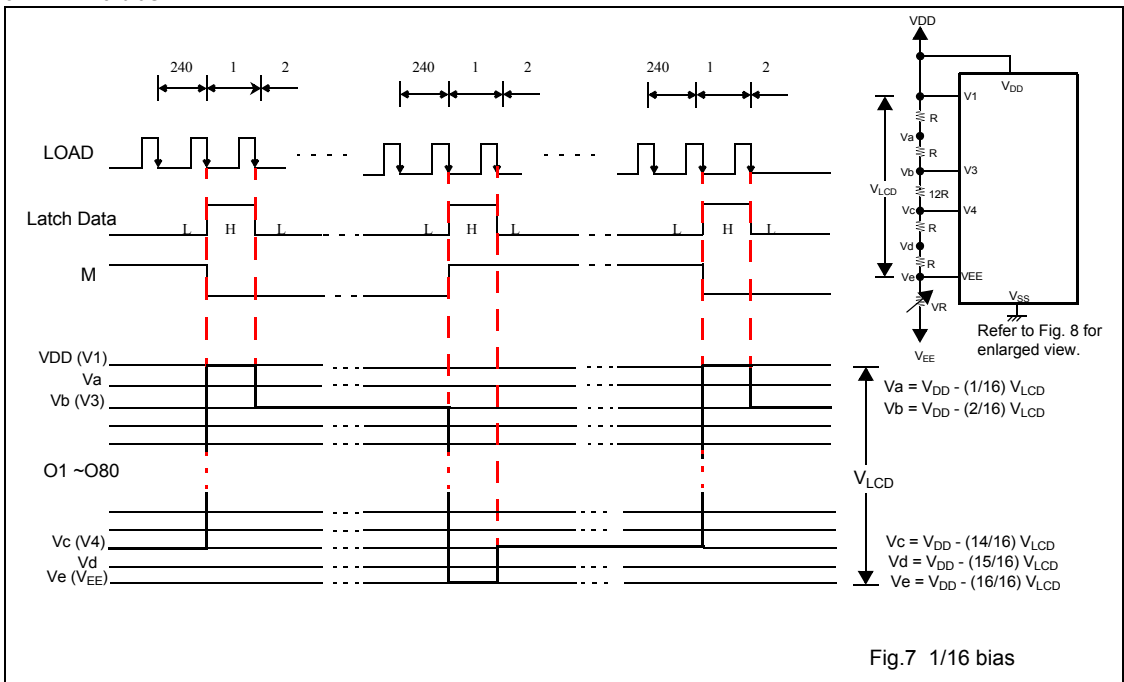 240 1 2 240 1 2 240 1 2
LOAD
Latch Data L H L L H L L H L
M
VDD (V1)
Va
Vb (V3)
O1 ~O80
Vc (V4)
Vd
Ve (VEE)
VDD
VDD
V1
R
Va
R
Vb V3
VLCD 12R
Vc V4
R
Vd
R
Ve VEE
VR VSS
VEE
Refer to Fig. 8 for
enlarged view.
Va = VDD - (1/16) VLCD
Vb = VDD - (2/16) VLCD
VLCD
Vc = VDD - (14/16) VLCD
Vd = VDD - (15/16) VLCD
Ve = VDD - (16/16) VLCD
Fig.7 1/16 bias